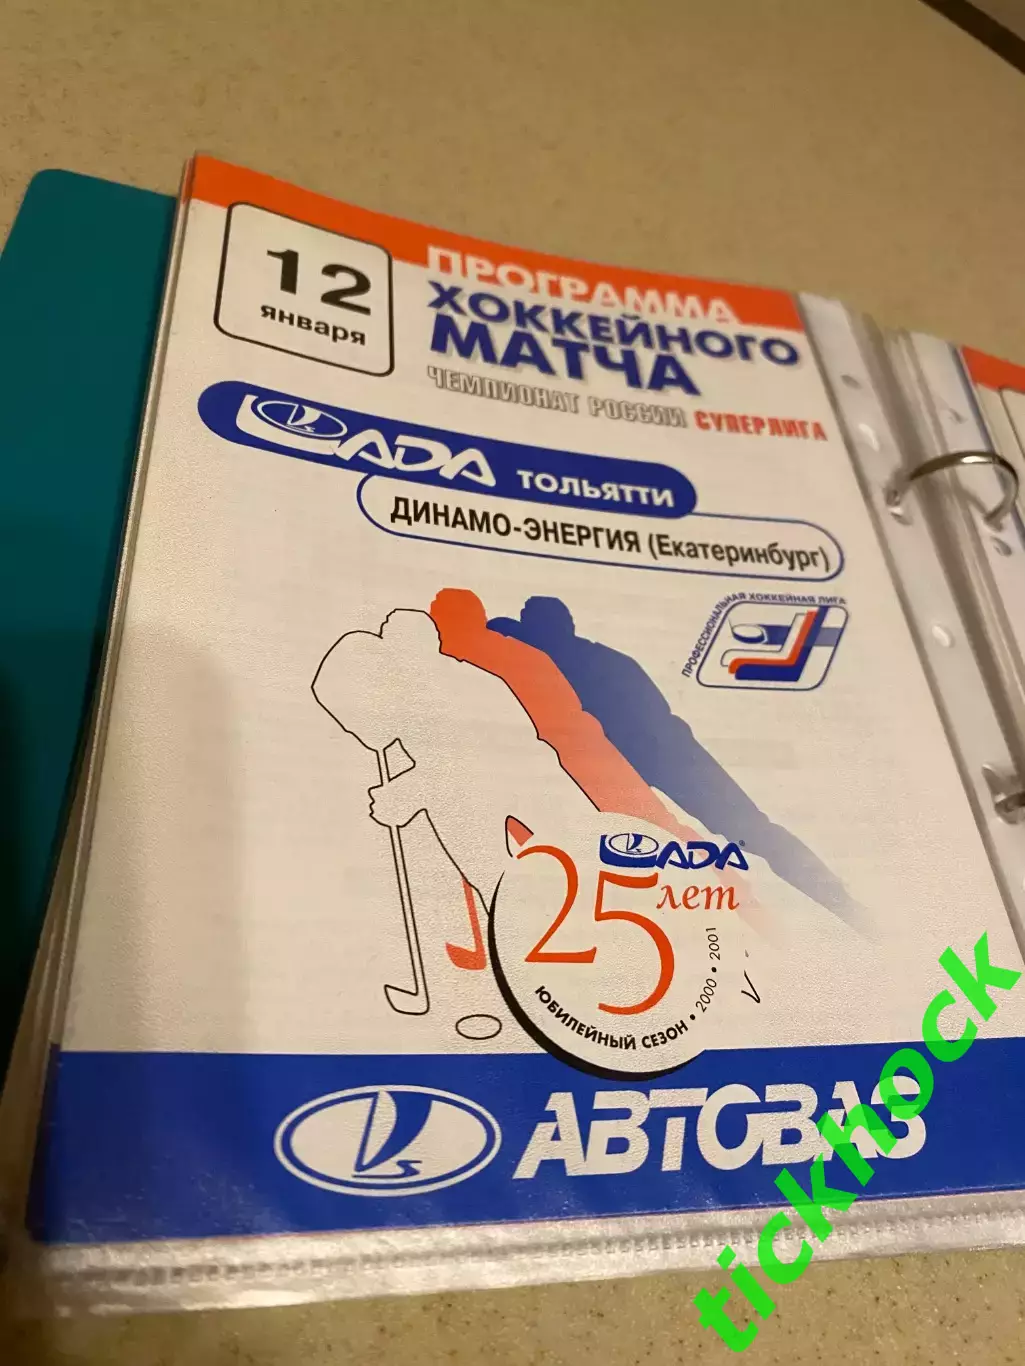 12
января
ПРОГРАММА
ХОККЕЙНОГО
МАТЧА
ЧЕМПИОНАТ РОССИИ СУПЕРЛИГА
LADA ТОЛЬЯТТИ
ДИНАМО-ЭНЕРГИЯ (Екатеринбург)
ПРОФЕССИОНАЛЬНАЯ ХОККЕЙНАЯ ЛИГА
LADA
25 лет
ЮБИЛЕЙНЫЙ СЕЗОН • 2000 • 2001
АВТОВАЗ
tickhock